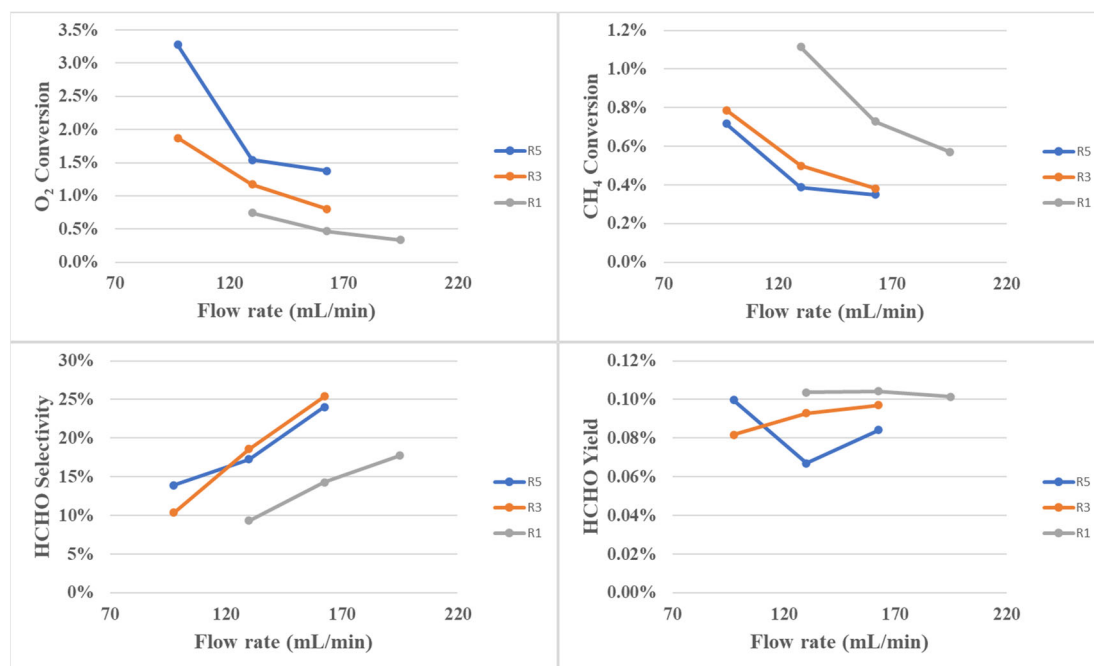 O2 Conversion
3.5%
3.0%
2.5%
2.0%
1.5%
1.0%
0.5%
0.0%
70 120 170 220
Flow rate (mL/min)
R5
R3
R1
CH4 Conversion
1.2%
1.0%
0.8%
0.6%
0.4%
0.2%
0.0%
70 120 170 220
Flow rate (mL/min)
R5
R3
R1
HCHO Selectivity
30%
25%
20%
15%
10%
5%
0%
70 120 170 220
Flow rate (mL/min)
R5
R3
R1
HCHO Yield
0.12%
0.10%
0.08%
0.06%
0.04%
0.02%
0.00%
70 120 170 220
Flow rate (mL/min)
R5
R3
R1